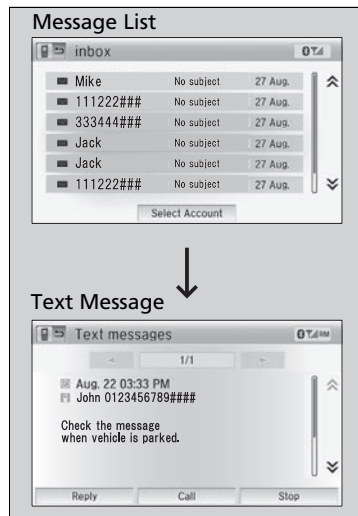 Message List
inbox
Mike No subject 27 Aug.
111222### No subject 27 Aug.
333444### No subject 27 Aug.
Jack No subject 27 Aug.
Jack No subject 27 Aug.
111222### No subject 27 Aug.
Select Account
Text Message
Text messages
1/1
Aug. 22 03:33 PM
John 0123456789####
Check the message
when vehicle is parked.
Reply Call Stop